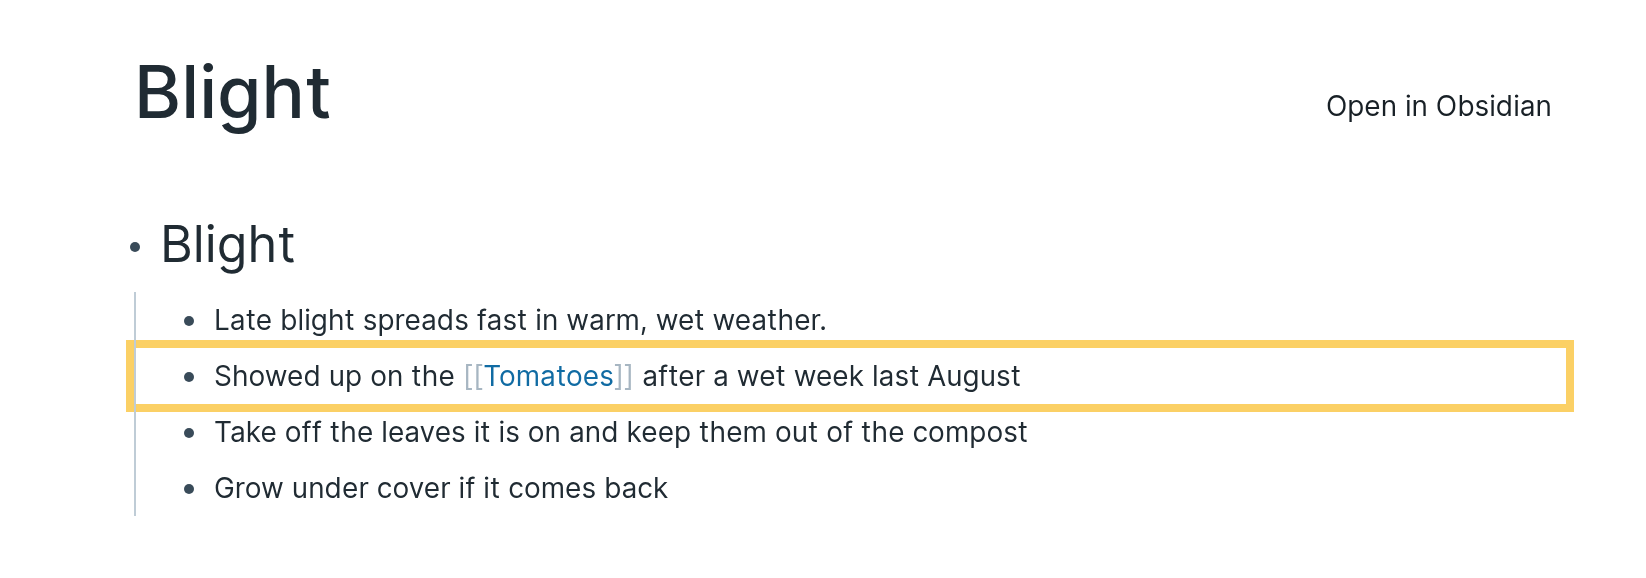 Blight
Open in Obsidian
• Blight
• Late blight spreads fast in warm, wet weather.
• Showed up on the [[Tomatoes]] after a wet week last August
• Take off the leaves it is on and keep them out of the compost
• Grow under cover if it comes back